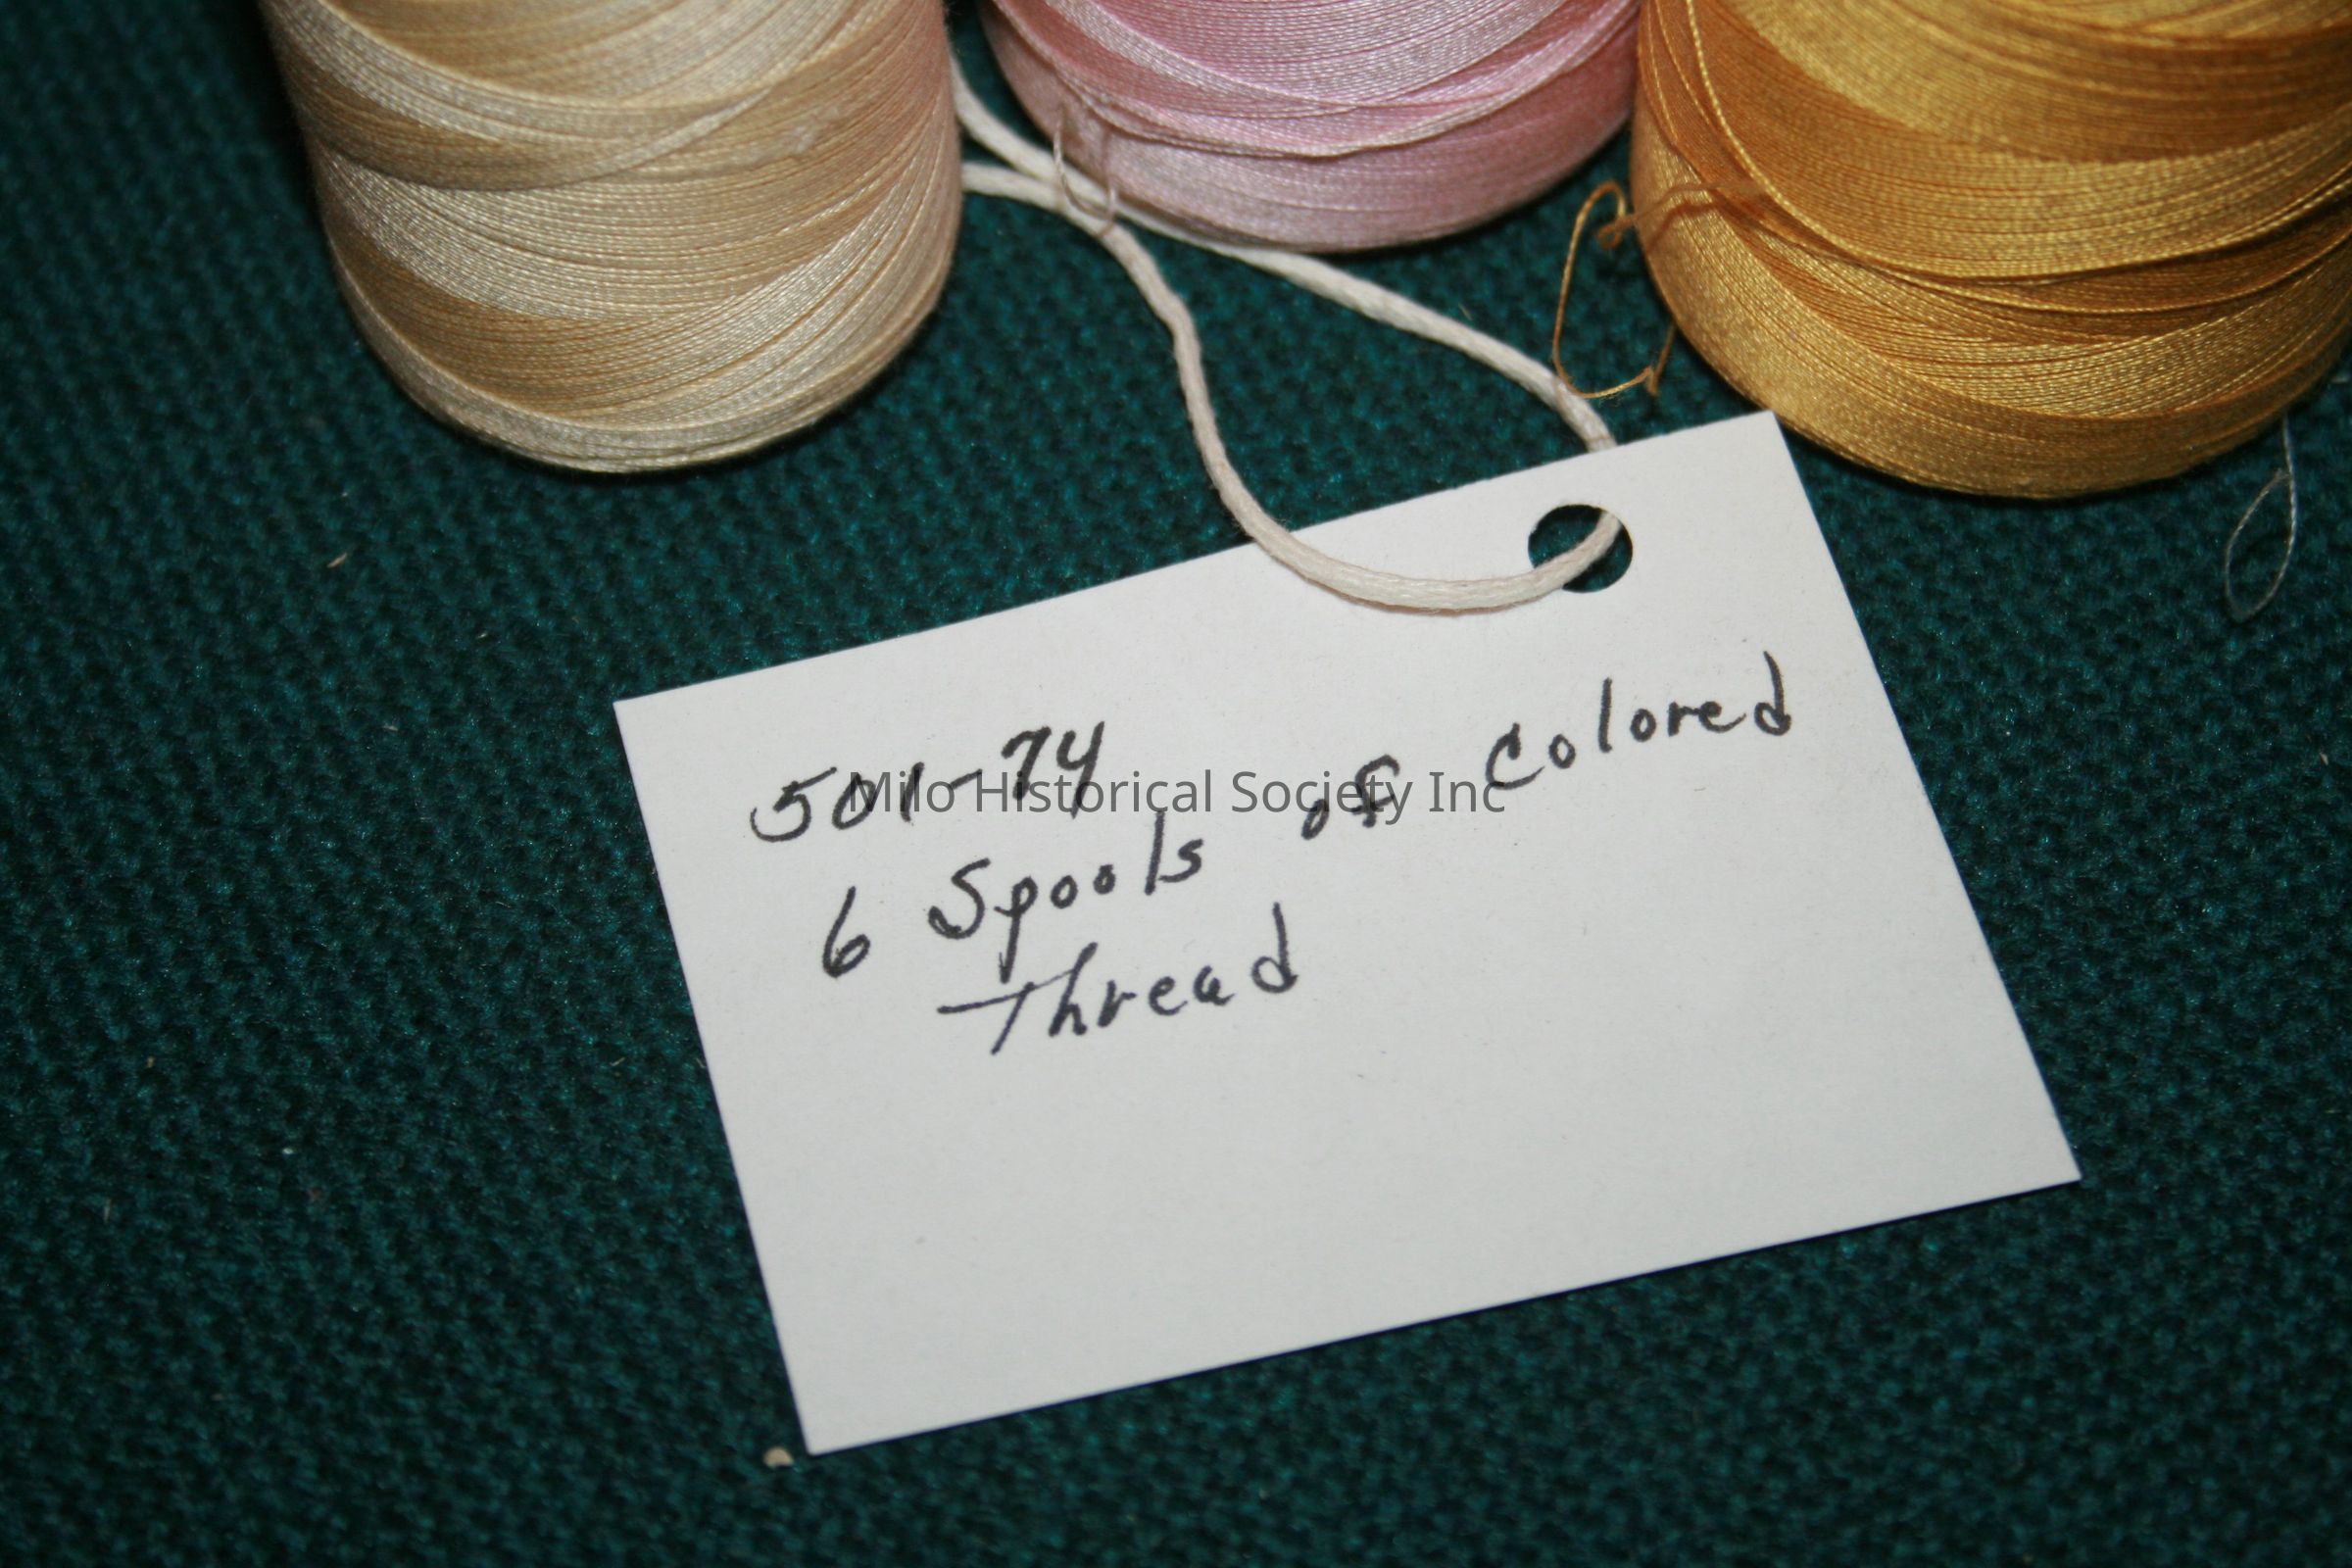 501-74
Milo Historical Society Inc
6 Spools of Colored
Thread